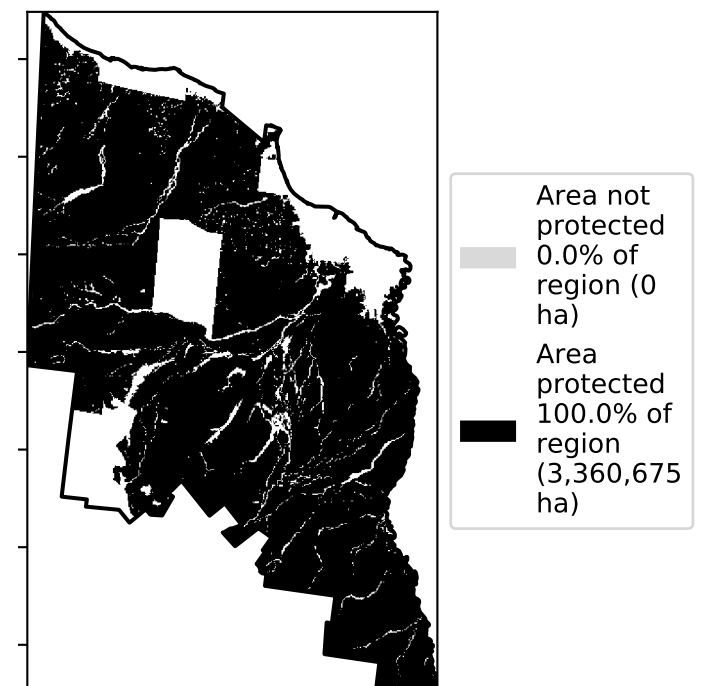 Area not
protected
0.0% of
region (0
ha)
Area
protected
100.0% of
region
(3,360,675
ha)